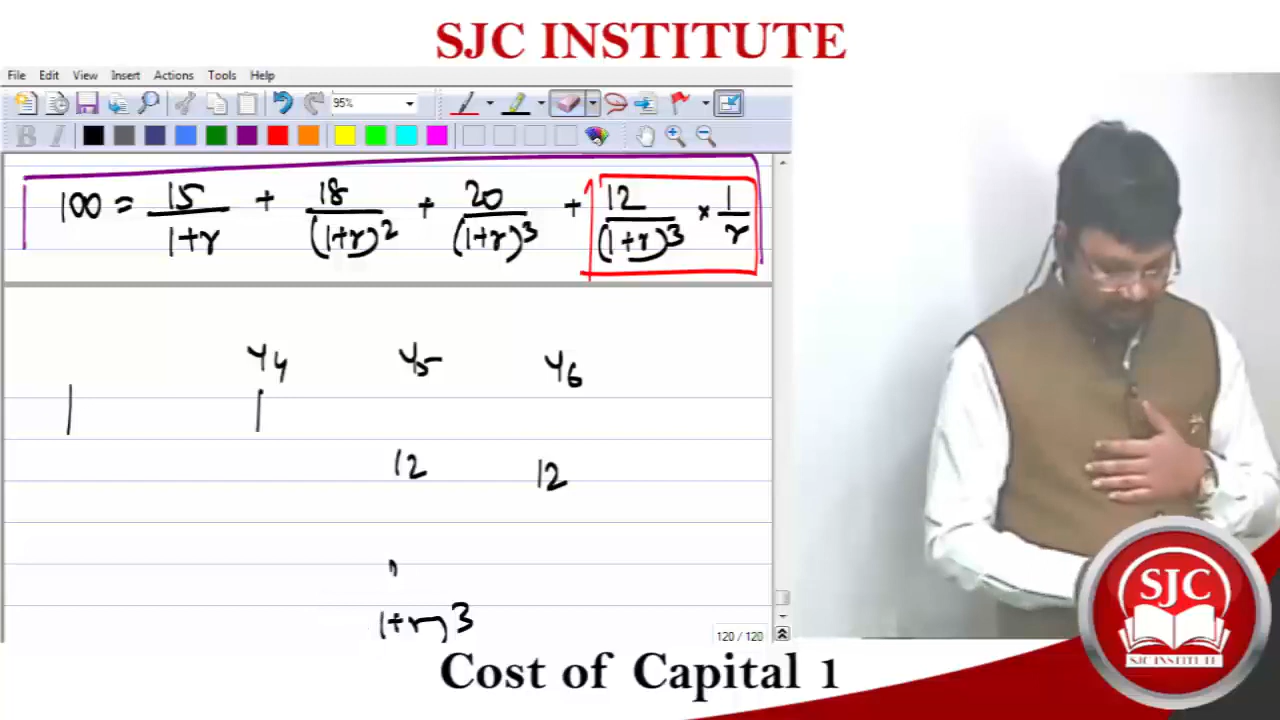 SJC INSTITUTE
File Edit View Insert Actions Tools Help
95%
B I
100 = 15/(1+r) + 18/(1+r)^2 + 20/(1+r)^3 + 12/(1+r)^3 × 1/r
Y4 Y5 Y6
12 12
1+r)3
120 / 120
SJC
SJC INSTITUTE
Cost of Capital 1